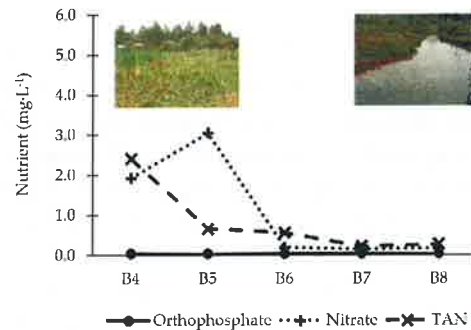 6.0
5.0
4.0
3.0
2.0
1.0
0.0
Nutrient (mg·L⁻¹)
B4 B5 B6 B7 B8
Orthophosphate Nitrate TAN